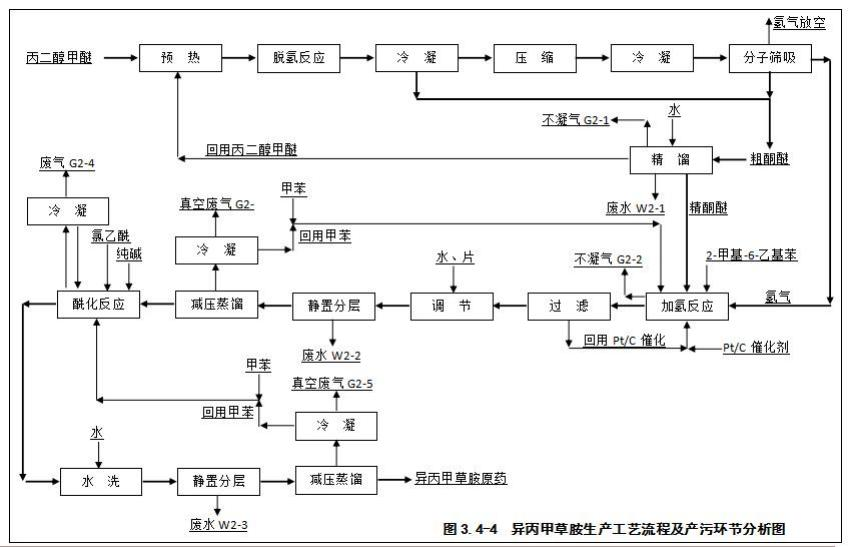 氢气放空
丙二醇甲醚
预 热
脱氢反应
冷 凝
压 缩
冷 凝
分子筛吸
不凝气 G2-1
水
回用丙二醇甲醚
精 馏
粗酮醚
废气 G2-4
甲苯
真空废气 G2-
废水 W2-1
精酮醚
冷 凝
氯乙酰
纯碱
冷 凝
回用甲苯
水、片
不凝气 G2-2
2-甲基-6-乙基苯
氢气
酰化反应
减压蒸馏
静置分层
调 节
过 滤
加氢反应
废水 W2-2
回用 Pt/C 催化
Pt/C 催化剂
甲苯
真空废气 G2-5
回用甲苯
冷 凝
水
水 洗
静置分层
减压蒸馏
异丙甲草胺原药
废水 W2-3
图 3.4-4 异丙甲草胺生产工艺流程及产污环节分析图